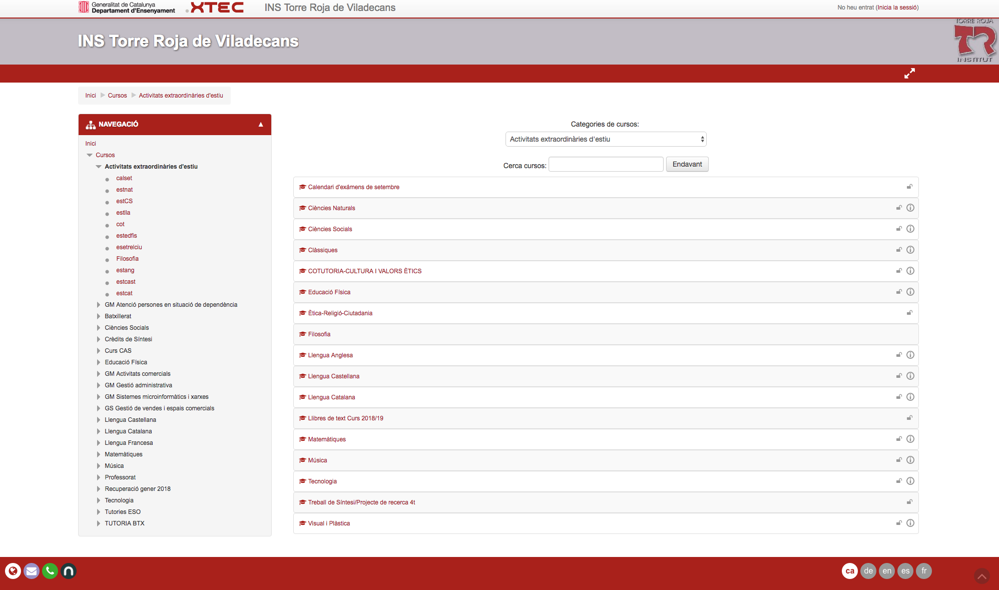 Generalitat de Catalunya
Departament d'Ensenyament
XTEC
INS Torre Roja de Viladecans
No heu entrat (Inicia la sessió)
INS Torre Roja de Viladecans
TORRE ROJA
TR
INSTITUT
Inici
Cursos
Activitats extraordinàries d'estiu
NAVEGACIÓ
Inici
Cursos
Activitats extraordinàries d'estiu
calset
estnat
estCS
estlla
cot
estedfis
esetrelciu
Filosofia
estang
estcast
estcat
GM Atenció persones en situació de dependència
Batxillerat
Ciències Socials
Crèdits de Síntesi
Curs CAS
Educació Física
GM Activitats comercials
GM Gestió administrativa
GM Sistemes microinformàtics i xarxes
GS Gestió de vendes i espais comercials
Llengua Castellana
Llengua Catalana
Llengua Francesa
Matemàtiques
Música
Professorat
Recuperació gener 2018
Tecnologia
Tutories ESO
TUTORIA BTX
Categories de cursos:
Activitats extraordinàries d'estiu
Cerca cursos:
Endavant
Calendari d'exámens de setembre
Ciències Naturals
Ciències Socials
Clàssiques
COTUTORIA-CULTURA I VALORS ÈTICS
Educació Física
Ètica-Religió-Ciutadania
Filosofia
Llengua Anglesa
Llengua Castellana
Llengua Catalana
Llibres de text Curs 2018/19
Matemàtiques
Música
Tecnologia
Treball de Síntesi/Projecte de recerca 4t
Visual i Plàstica
ca
de
en
es
fr